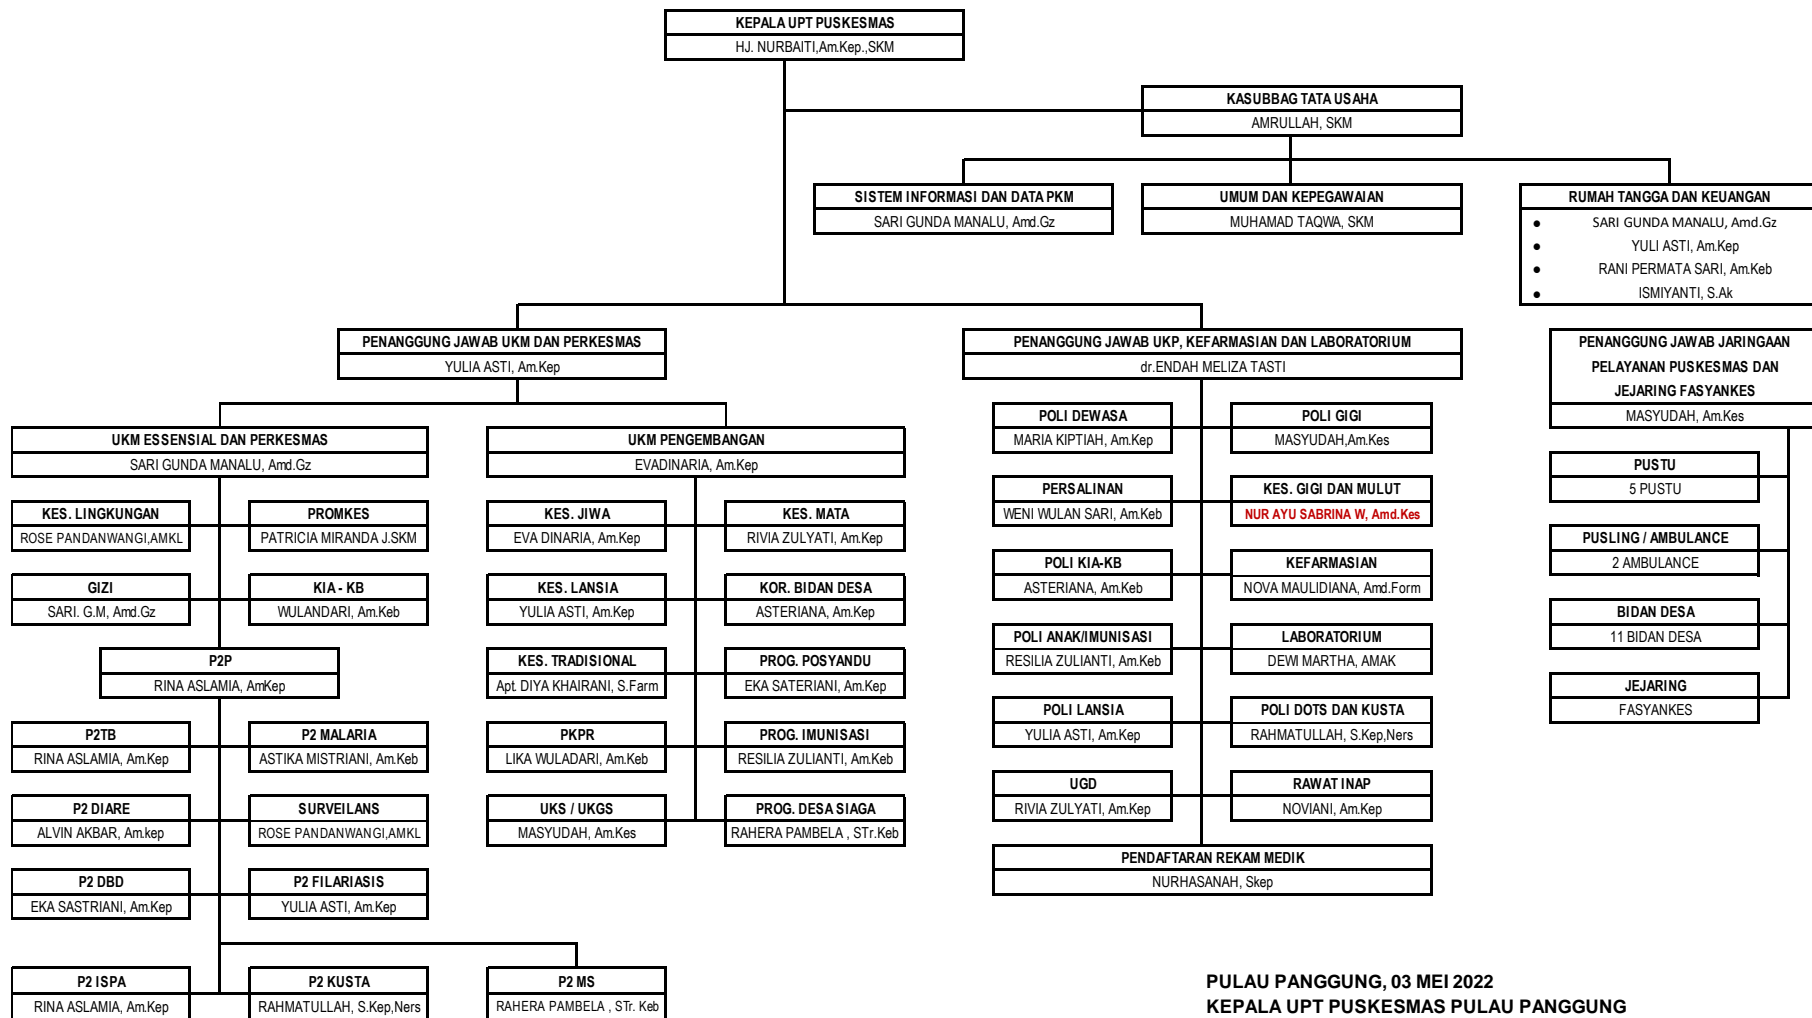 KEPALA UPT PUSKESMAS
HJ. NURBAITI,Am.Kep.,SKM
KASUBBAG TATA USAHA
AMRULLAH, SKM
SISTEM INFORMASI DAN DATA PKM
SARI GUNDA MANALU, Amd.Gz
UMUM DAN KEPEGAWAIAN
MUHAMAD TAQWA, SKM
RUMAH TANGGA DAN KEUANGAN
● SARI GUNDA MANALU, Amd.Gz
● YULI ASTI, Am.Kep
● RANI PERMATA SARI, Am.Keb
● ISMIYANTI, S.Ak
PENANGGUNG JAWAB UKM DAN PERKESMAS
YULIA ASTI, Am.Kep
UKM ESSENSIAL DAN PERKESMAS
SARI GUNDA MANALU, Amd.Gz
KES. LINGKUNGAN
ROSE PANDANWANGI,AMKL
PROMKES
PATRICIA MIRANDA J.SKM
GIZI
SARI. G.M, Amd.Gz
KIA - KB
WULANDARI, Am.Keb
P2P
RINA ASLAMIA, AmKep
P2TB
RINA ASLAMIA, Am.Kep
P2 MALARIA
ASTIKA MISTRIANI, Am.Keb
P2 DIARE
ALVIN AKBAR, Am.kep
SURVEILANS
ROSE PANDANWANGI,AMKL
P2 DBD
EKA SASTRIANI, Am.Kep
P2 FILARIASIS
YULIA ASTI, Am.Kep
P2 ISPA
RINA ASLAMIA, Am.Kep
P2 KUSTA
RAHMATULLAH, S.Kep,Ners
P2 MS
RAHERA PAMBELA , STr. Keb
UKM PENGEMBANGAN
EVADINARIA, Am.Kep
KES. JIWA
EVA DINARIA, Am.Kep
KES. MATA
RIVIA ZULYATI, Am.Kep
KES. LANSIA
YULIA ASTI, Am.Kep
KOR. BIDAN DESA
ASTERIANA, Am.Kep
KES. TRADISIONAL
Apt. DIYA KHAIRANI, S.Farm
PROG. POSYANDU
EKA SATERIANI, Am.Kep
PKPR
LIKA WULADARI, Am.Keb
PROG. IMUNISASI
RESILIA ZULIANTI, Am.Keb
UKS / UKGS
MASYUDAH, Am.Kes
PROG. DESA SIAGA
RAHERA PAMBELA , STr.Keb
PENANGGUNG JAWAB UKP, KEFARMASIAN DAN LABORATORIUM
dr.ENDAH MELIZA TASTI
POLI DEWASA
MARIA KIPTIAH, Am.Kep
POLI GIGI
MASYUDAH,Am.Kes
PERSALINAN
WENI WULAN SARI, Am.Keb
KES. GIGI DAN MULUT
NUR AYU SABRINA W, Amd.Kes
POLI KIA-KB
ASTERIANA, Am.Keb
KEFARMASIAN
NOVA MAULIDIANA, Amd.Form
POLI ANAK/IMUNISASI
RESILIA ZULIANTI, Am.Keb
LABORATORIUM
DEWI MARTHA, AMAK
POLI LANSIA
YULIA ASTI, Am.Kep
POLI DOTS DAN KUSTA
RAHMATULLAH, S.Kep,Ners
UGD
RIVIA ZULYATI, Am.Kep
RAWAT INAP
NOVIANI, Am.Kep
PENDAFTARAN REKAM MEDIK
NURHASANAH, Skep
PENANGGUNG JAWAB JARINGAAN
PELAYANAN PUSKESMAS DAN
JEJARING FASYANKES
MASYUDAH, Am.Kes
PUSTU
5 PUSTU
PUSLING / AMBULANCE
2 AMBULANCE
BIDAN DESA
11 BIDAN DESA
JEJARING
FASYANKES
PULAU PANGGUNG, 03 MEI 2022
KEPALA UPT PUSKESMAS PULAU PANGGUNG